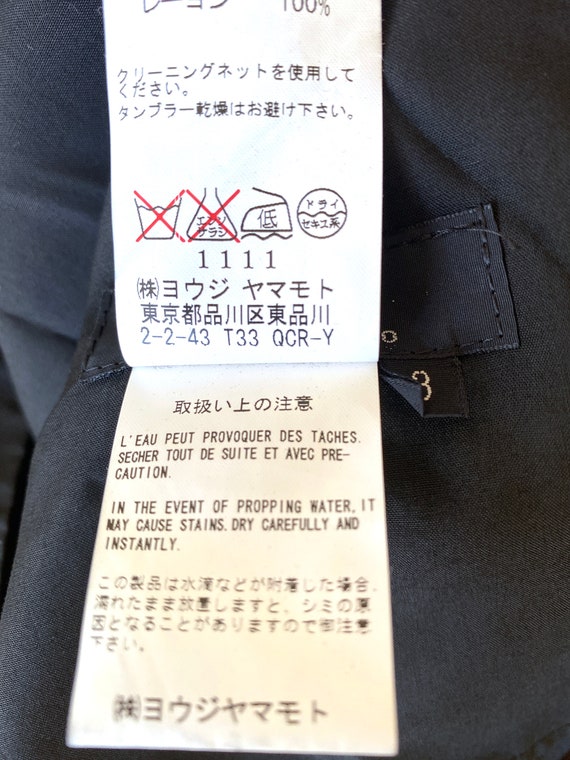 レーヨン 100%
クリーニングネットを使用して
ください。
タンブラー乾燥はお避け下さい。
エンソ
サラシ
低
ドライ
セキユ系
1111
㈱ヨウジ ヤマモト
東京都品川区東品川
2-2-43 T33 QCR-Y
3
取扱い上の注意
L'EAU PEUT PROVOQUER DES TACHES.
SECHER TOUT DE SUITE ET AVEC PRE-
CAUTION.
IN THE EVENT OF PROPPING WATER,IT
MAY CAUSE STAINS.DRY CAREFULLY AND
INSTANTLY.
この製品は水滴などが附着した場合,
濡れたまま放置しますと、シミの原
因となることがありますので御注意
下さい。
㈱ヨウジヤマモト